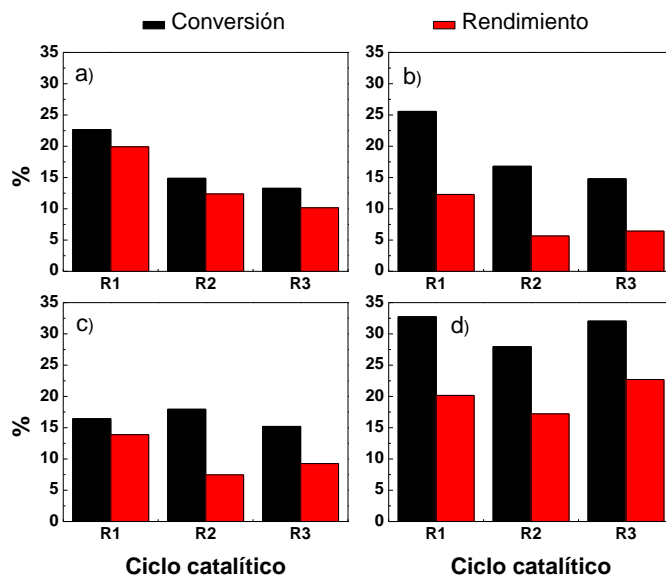 Conversión Rendimiento
a) b)
35 30 25 20 15 10 5 0
35 30 25 20 15 10 5 0
%
R1 R2 R3 R1 R2 R3
c) d)
35 30 25 20 15 10 5 0
35 30 25 20 15 10 5 0
%
R1 R2 R3 R1 R2 R3
Ciclo catalítico Ciclo catalítico